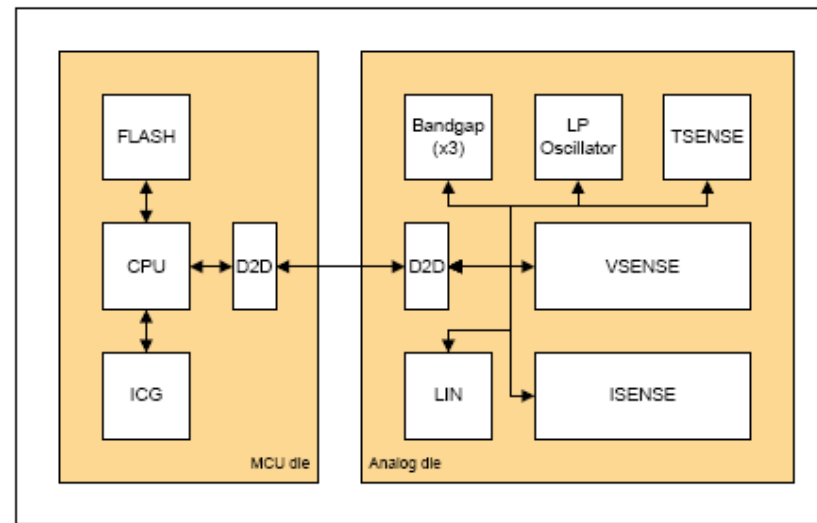 FLASH
CPU
D2D
ICG
MCU die
Bandgap
(x3)
LP
Oscillator
TSENSE
D2D
VSENSE
LIN
ISENSE
Analog die